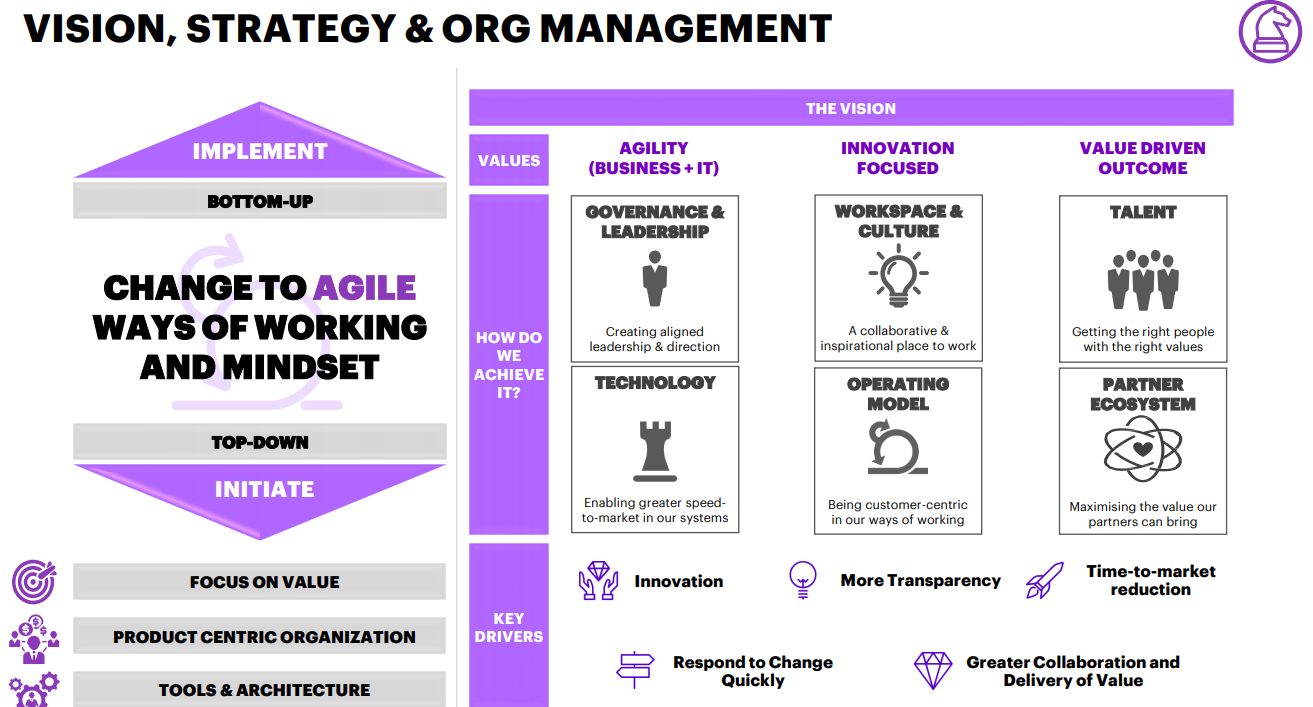 VISION, STRATEGY & ORG MANAGEMENT
IMPLEMENT
BOTTOM-UP
CHANGE TO AGILE
WAYS OF WORKING
AND MINDSET
TOP-DOWN
INITIATE
FOCUS ON VALUE
PRODUCT CENTRIC ORGANIZATION
TOOLS & ARCHITECTURE
THE VISION
VALUES
AGILITY
(BUSINESS + IT)
INNOVATION
FOCUSED
VALUE DRIVEN
OUTCOME
HOW DO
WE
ACHIEVE
IT?
GOVERNANCE &
LEADERSHIP
Creating aligned
leadership & direction
WORKSPACE &
CULTURE
A collaborative &
inspirational place to work
TALENT
Getting the right people
with the right values
TECHNOLOGY
Enabling greater speed-
to-market in our systems
OPERATING
MODEL
Being customer-centric
in our ways of working
PARTNER
ECOSYSTEM
Maximising the value our
partners can bring
KEY
DRIVERS
Innovation
More Transparency
Time-to-market
reduction
Respond to Change
Quickly
Greater Collaboration and
Delivery of Value